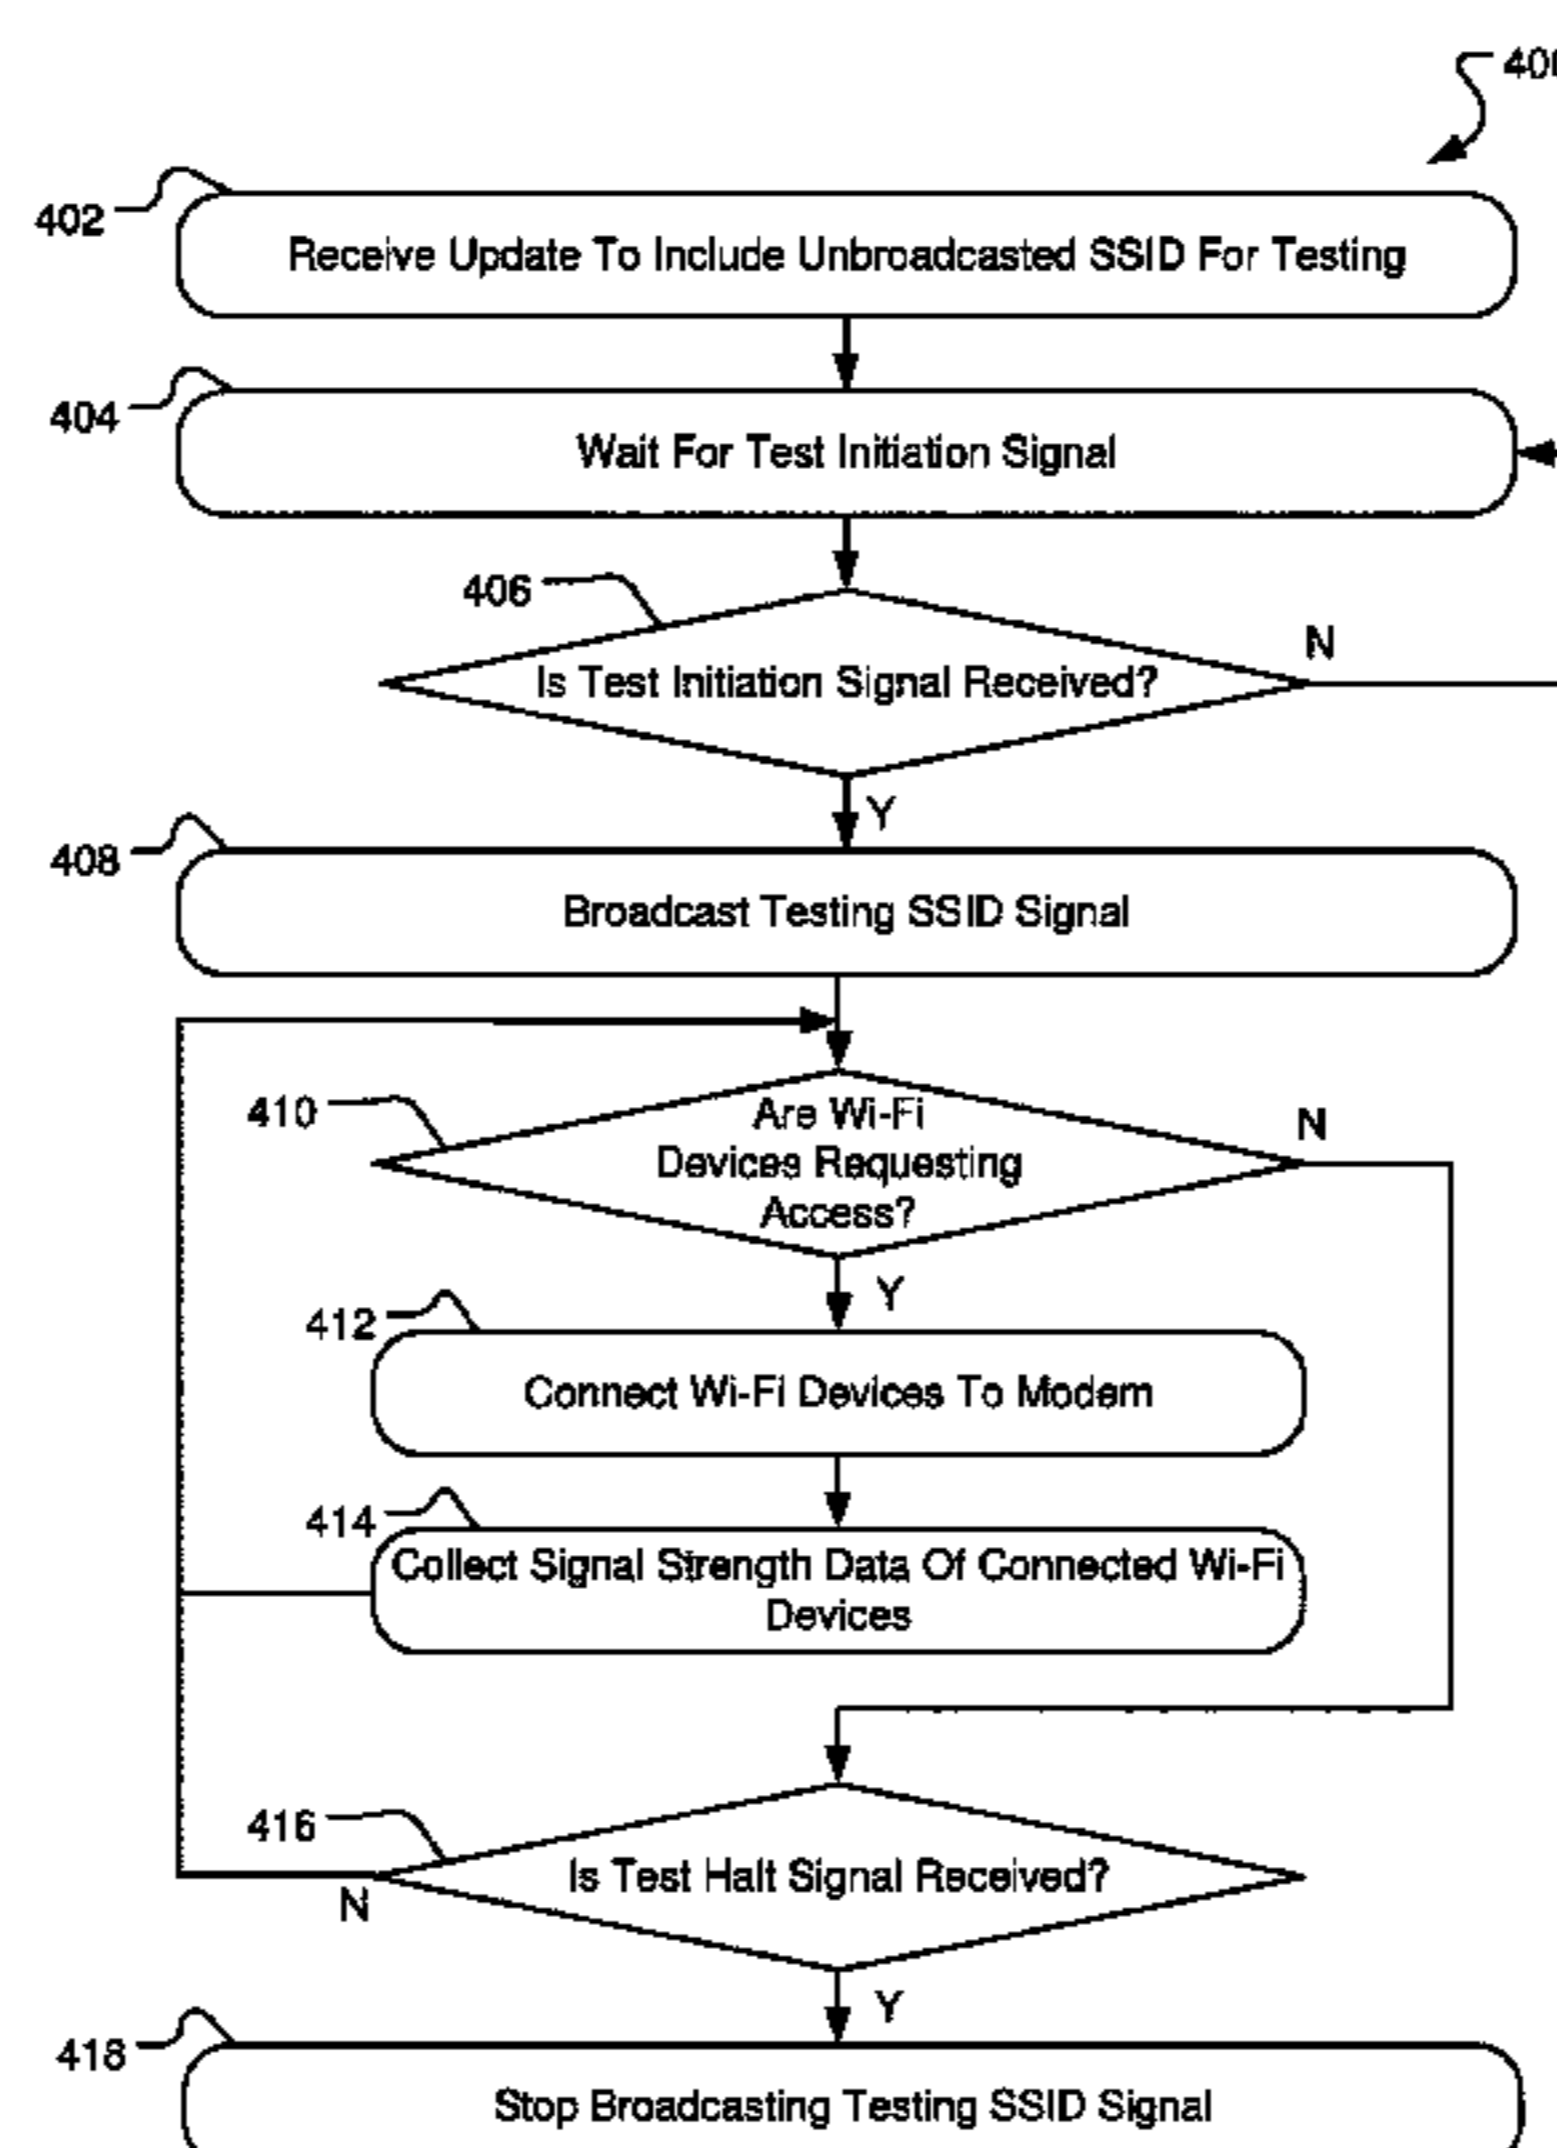 402
Receive Update To Include Unbroadcasted SSID For Testing
404
Wait For Test Initiation Signal
406
Is Test Initiation Signal Received?
N
Y
408
Broadcast Testing SSID Signal
410
Are Wi-Fi
Devices Requesting
Access?
N
Y
412
Connect Wi-Fi Devices To Modem
414
Collect Signal Strength Data Of Connected Wi-Fi
Devices
416
Is Test Halt Signal Received?
N
Y
418
Stop Broadcasting Testing SSID Signal